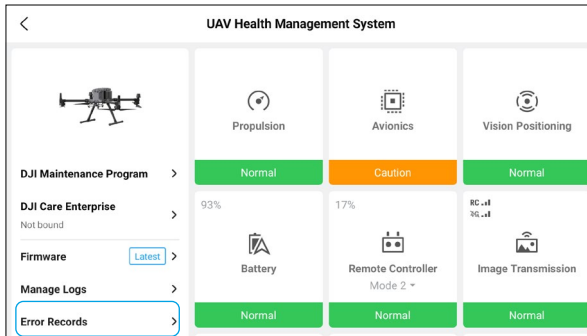 UAV Health Management System
DJI Maintenance Program
DJI Care Enterprise
Not bound
Firmware
Latest
Manage Logs
Error Records
Propulsion
Normal
Avionics
Caution
Vision Positioning
Normal
93%
Battery
Normal
17%
Remote Controller
Mode 2
Normal
RC
Image Transmission
Normal